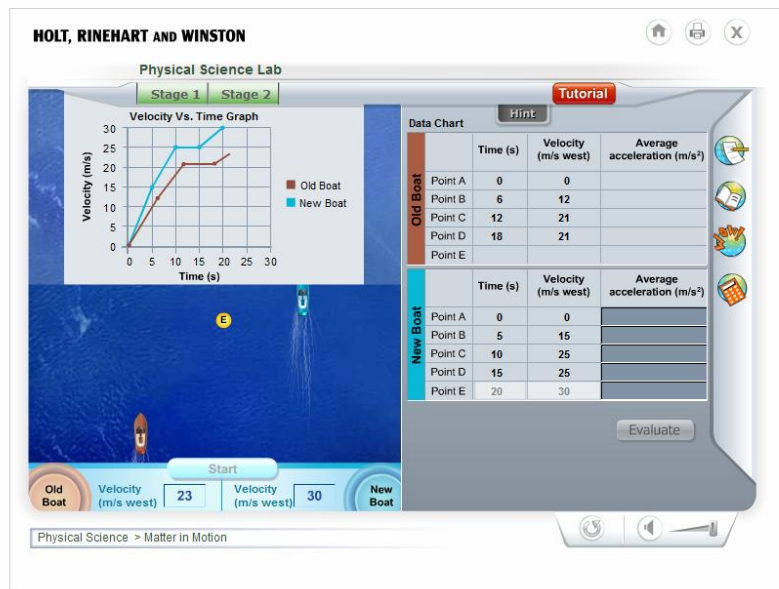 HOLT, RINEHART AND WINSTON
X
Physical Science Lab
Stage 1 Stage 2
Tutorial
Hint
Velocity Vs. Time Graph
Velocity (m/s)
30
25
20
15
10
5
0
0 5 10 15 20 25 30
Time (s)
Old Boat
New Boat
E
Start
Old Boat
Velocity (m/s west) 23
Velocity (m/s west) 30
New Boat
Data Chart
Old Boat
Time (s) Velocity (m/s west) Average acceleration (m/s²)
Point A 0 0
Point B 6 12
Point C 12 21
Point D 18 21
Point E
New Boat
Time (s) Velocity (m/s west) Average acceleration (m/s²)
Point A 0 0
Point B 5 15
Point C 10 25
Point D 15 25
Point E 20 30
Evaluate
Physical Science > Matter in Motion